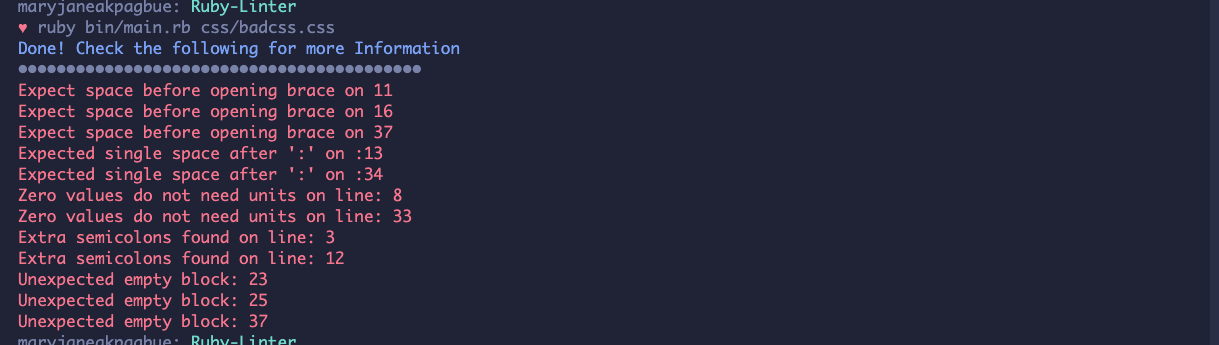 maryjaneakpagbue: Ruby-Linter
♥ ruby bin/main.rb css/badcss.css
Done! Check the following for more Information
●●●●●●●●●●●●●●●●●●●●●●●●●●●●●●●●●●●●●●●●●●
Expect space before opening brace on 11
Expect space before opening brace on 16
Expect space before opening brace on 37
Expected single space after ':' on :13
Expected single space after ':' on :34
Zero values do not need units on line: 8
Zero values do not need units on line: 33
Extra semicolons found on line: 3
Extra semicolons found on line: 12
Unexpected empty block: 23
Unexpected empty block: 25
Unexpected empty block: 37
maryjaneakpagbue: Ruby-Linter